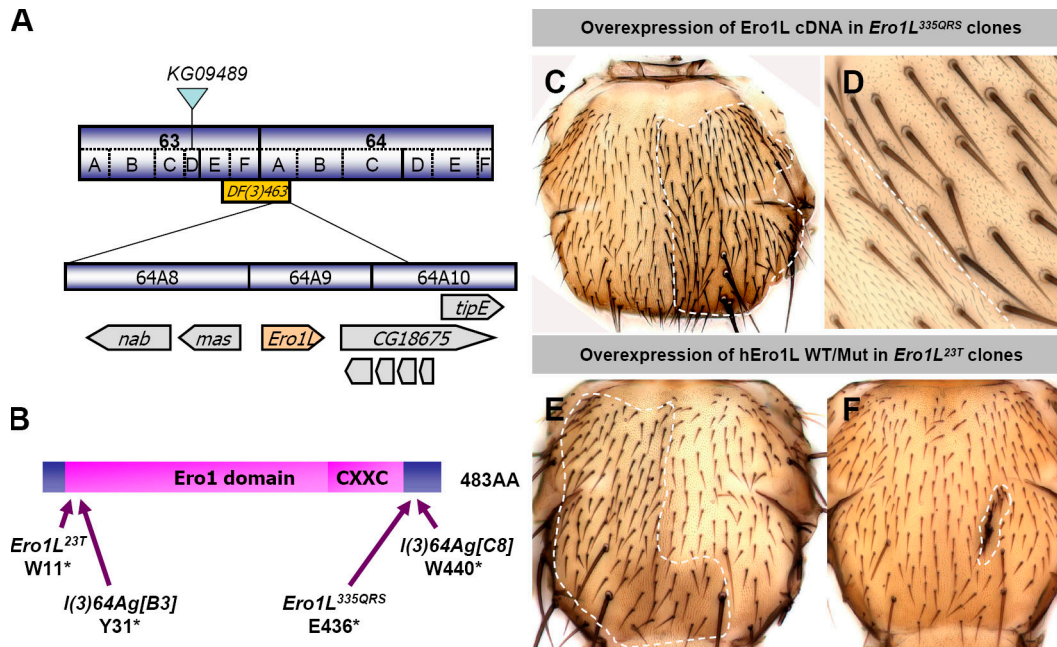 A
KG09489
63
64
A B C D E F A B C D E F
DF(3)463
64A8 64A9 64A10
tipE
nab mas Ero1L CG18675
B
Ero1 domain CXXC 483AA
Ero1L23T
W11*
l(3)64Ag[B3]
Y31*
Ero1L335QRS
E436*
l(3)64Ag[C8]
W440*
Overexpression of Ero1L cDNA in Ero1L335QRS clones
C
D
Overexpression of hEro1L WT/Mut in Ero1L23T clones
E
F